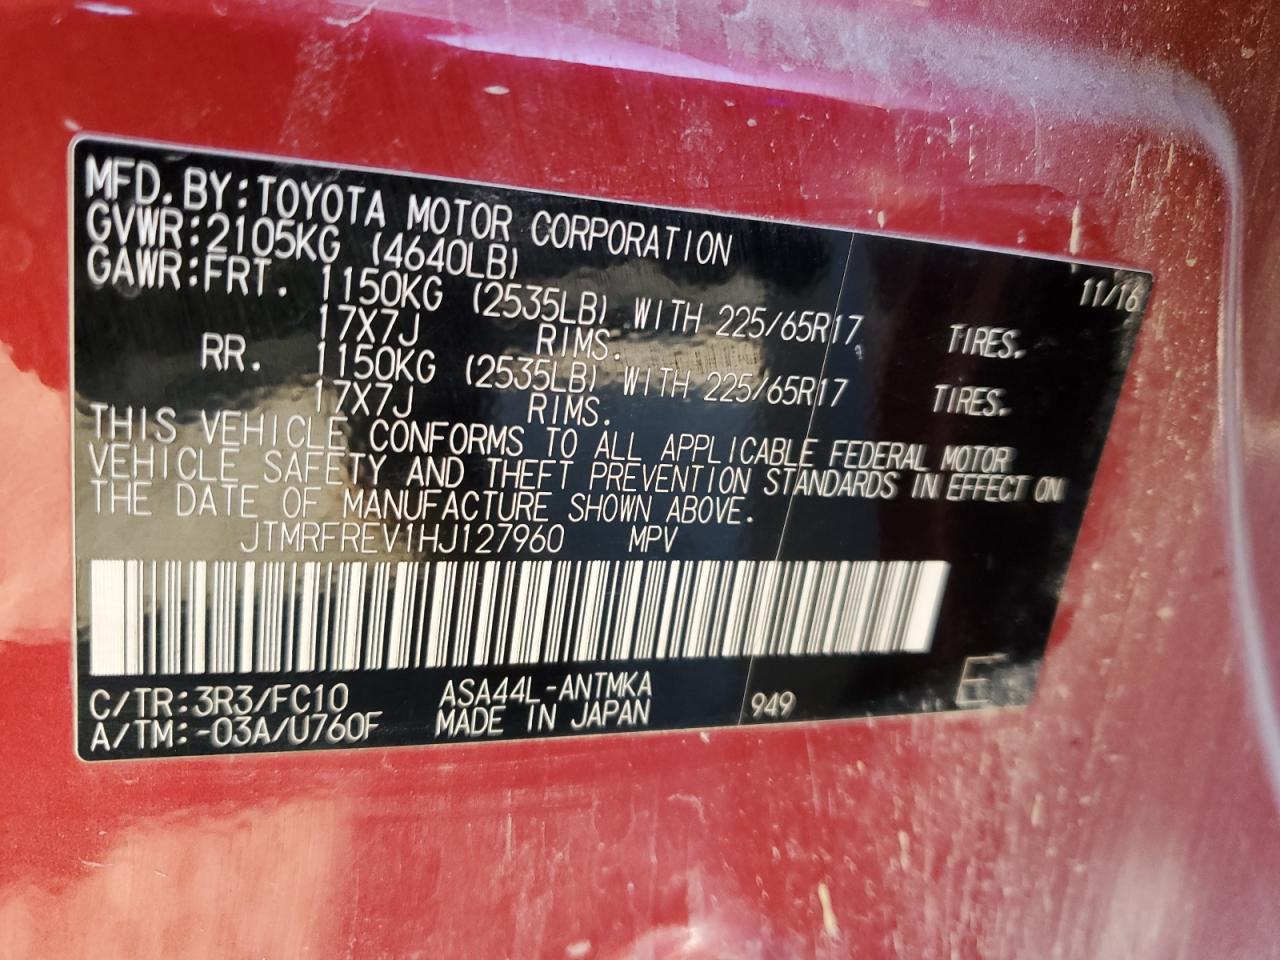 MFD. BY: TOYOTA MOTOR CORPORATION 11/16
GVWR: 2105KG (4640LB)
GAWR: FRT. 1150KG (2535LB) WITH 225/65R17 TIRES.
17X7J RIMS.
RR. 1150KG (2535LB) WITH 225/65R17 TIRES.
17X7J RIMS.
THIS VEHICLE CONFORMS TO ALL APPLICABLE FEDERAL MOTOR
VEHICLE SAFETY AND THEFT PREVENTION STANDARDS IN EFFECT ON
THE DATE OF MANUFACTURE SHOWN ABOVE.
JTMRFREV1HJ127960 MPV
C/TR: 3R3/FC10 ASA44L-ANTMKA 949 E
A/TM: -03A/U760F MADE IN JAPAN